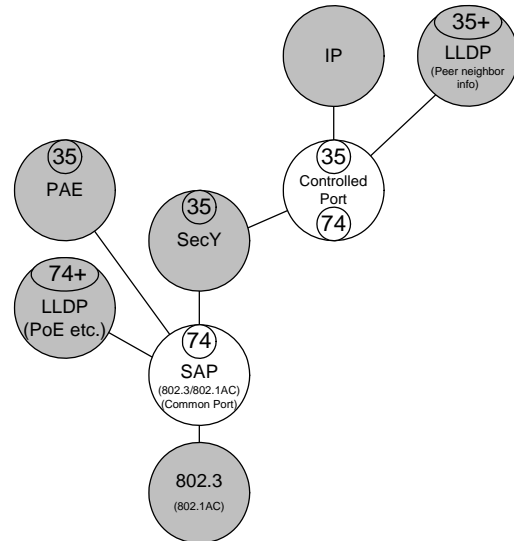 35+
LLDP
(Peer neighbor
info)
IP
35
Controlled
Port
74
35
PAE
35
SecY
74+
LLDP
(PoE etc.)
74
SAP
(802.3/802.1AC)
(Common Port)
802.3
(802.1AC)